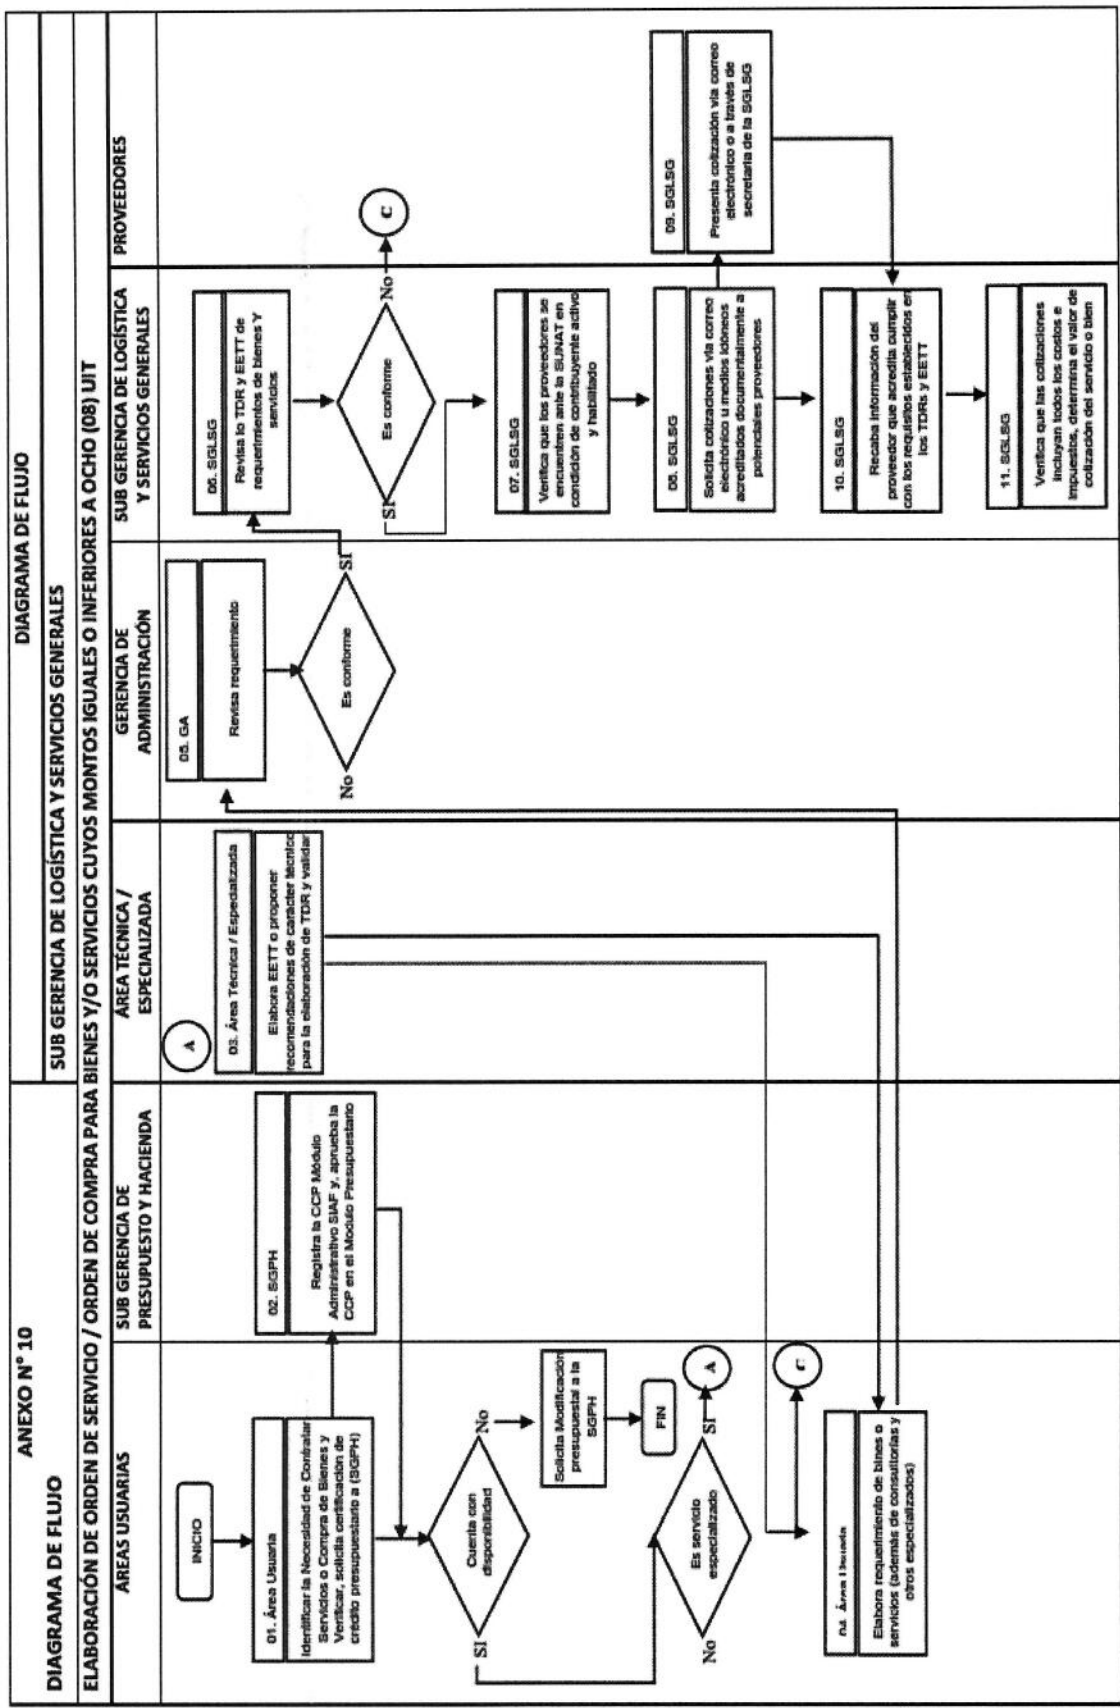 ANEXO N° 10
DIAGRAMA DE FLUJO
DIAGRAMA DE FLUJO
SUB GERENCIA DE LOGÍSTICA Y SERVICIOS GENERALES
ELABORACIÓN DE ORDEN DE SERVICIO / ORDEN DE COMPRA PARA BIENES Y/O SERVICIOS CUYOS MONTOS IGUALES O INFERIORES A OCHO (08) UIT
AREAS USUARIAS
SUB GERENCIA DE
PRESUPUESTO Y HACIENDA
ÁREA TÉCNICA /
ESPECIALIZADA
GERENCIA DE
ADMINISTRACIÓN
SUB GERENCIA DE LOGÍSTICA
Y SERVICIOS GENERALES
PROVEEDORES
INICIO
01. Área Usuaria
Identificar la Necesidad de Contratar
Servicios o Compra de Bienes y
Verificar, solicita certificación de
crédito presupuestario a (SGPH)
Cuenta con
disponibilidad
SI
No
Solicita Modificación
presupuestal a la
SGPH
FIN
Es servicio
especializado
No
SI
A
C
04. Área Usuaria
Elabora requerimiento de bines o
servicios (además de consultorías y
otros especializados)
02. SGPH
Registra la CCP Módulo
Administrativo SIAF y, aprueba la
CCP en el Modulo Presupuestario
A
03. Área Técnica / Especializada
Elabora EETT o proponer
recomendaciones de carácter técnico
para la elaboración de TDR y validar
05. GA
Revisa requerimiento
Es conforme
No
SI
06. SGLSG
Revisa lo TDR y EETT de
requerimientos de bienes Y
servicios
Es conforme
SI
No
C
07. SGLSG
Verifica que los proveedores se
encuentren ante la SUNAT en
condición de contribuyente activo
y habilitado
08. SGLSG
Solicita cotizaciones via correo
electrónico u medios idóneos
acreditados documentalmente a
potenciales proveedores
09. SGLSG
Presenta cotización via correo
electrónico o a través de
secretaria de la SGLSG
10. SGLSG
Recaba información del
proveedor que acredita cumplir
con los requisitos establecidos en
los TDRs y EETT
11. SGLSG
Verifica que las cotizaciones
incluyan todos los costos e
impuestos, determina el valor de
cotización del servicio o bien